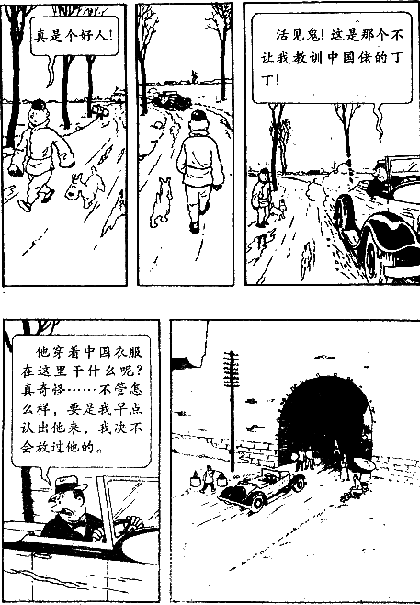 真是个好人!
活见鬼!这是那个不
让我教训中国佬的丁
丁!
他穿着中国衣服
在这里干什么呢?
真奇怪……不管怎
么样,要是我早点
认出他来,我决不
会放过他的。